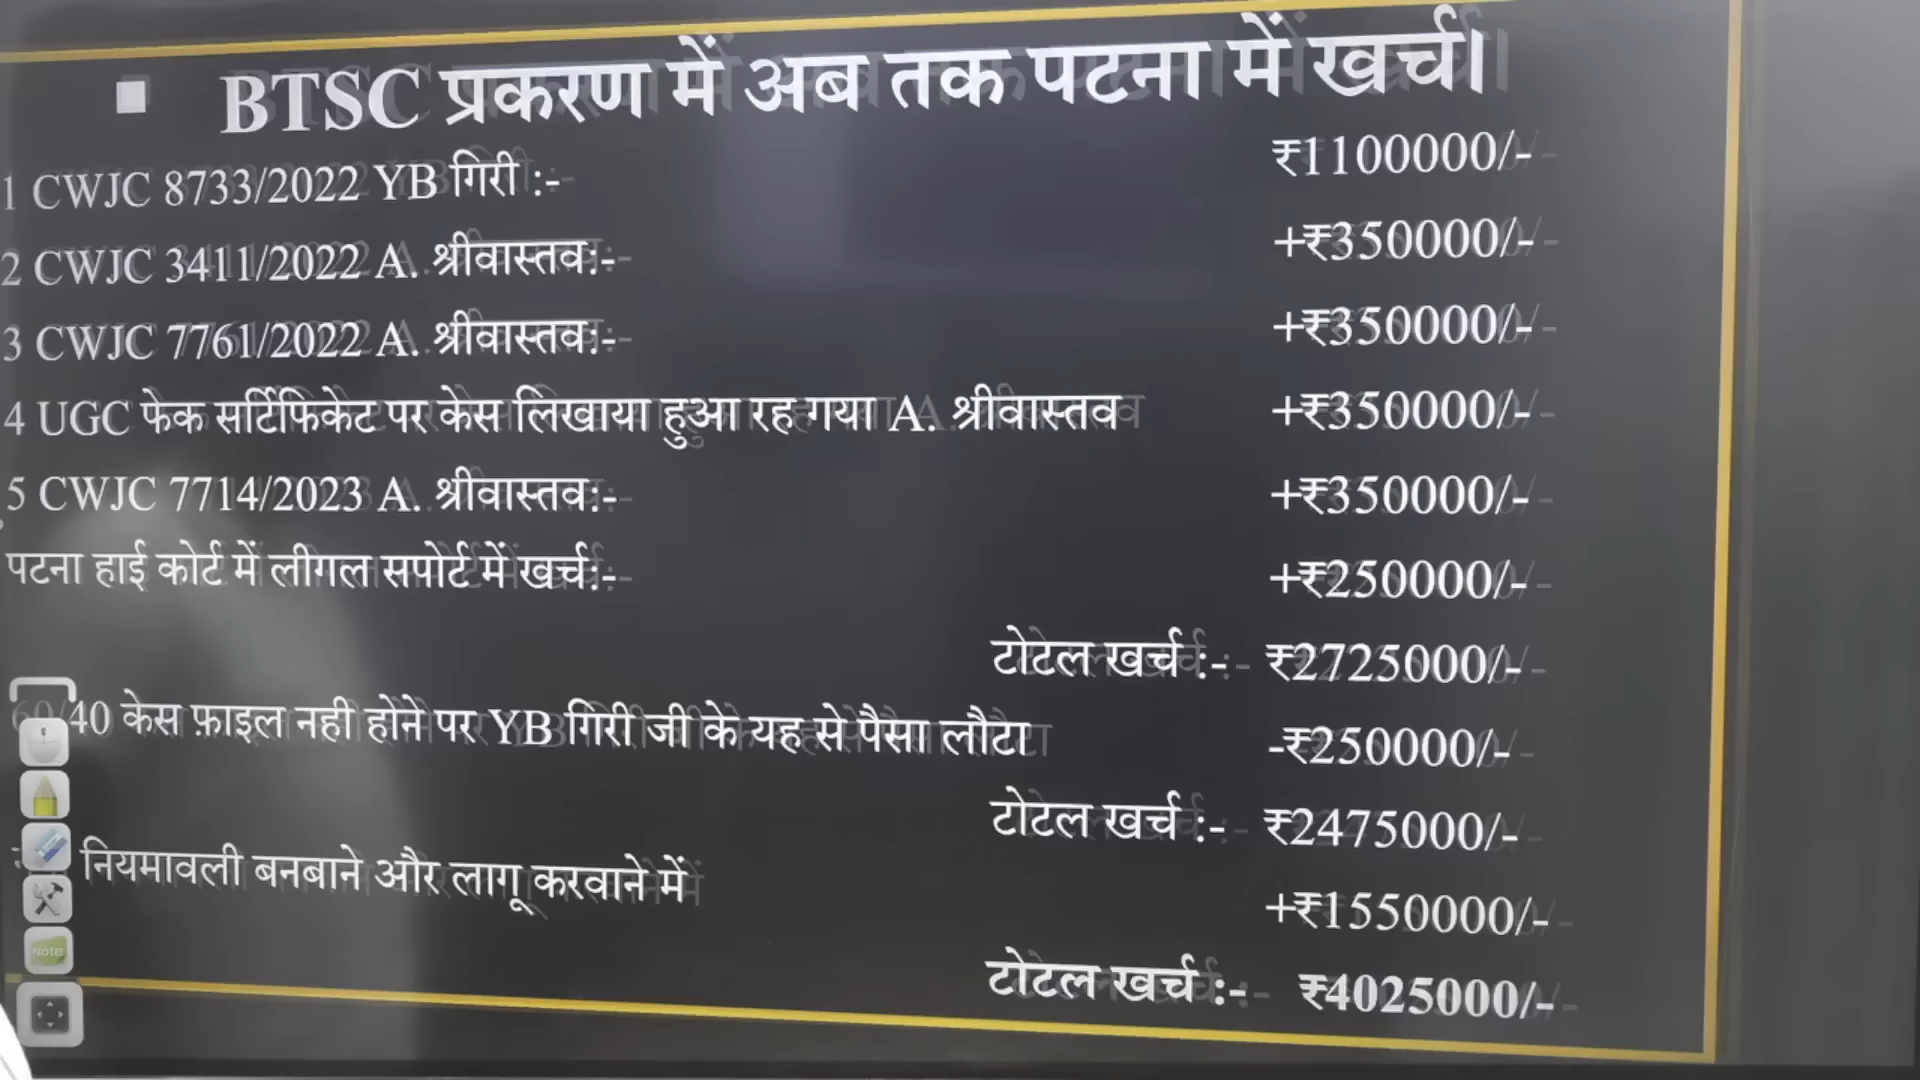 ▪ BTSC प्रकरण में अब तक पटना में खर्च।
1 CWJC 8733/2022 YB गिरी :- ₹1100000/-
2 CWJC 3411/2022 A. श्रीवास्तव:- +₹350000/-
3 CWJC 7761/2022 A. श्रीवास्तव:- +₹350000/-
4 UGC फेक सर्टिफिकेट पर केस लिखाया हुआ रह गया A. श्रीवास्तव +₹350000/-
5 CWJC 7714/2023 A. श्रीवास्तव:- +₹350000/-
पटना हाई कोर्ट में लीगल सपोर्ट में खर्च:- +₹250000/-
टोटेल खर्च :- ₹2725000/-
60/40 केस फ़ाइल नही होने पर YB गिरी जी के यह से पैसा लौटा -₹250000/-
टोटेल खर्च :- ₹2475000/-
नियमावली बनबाने और लागू करवाने में +₹1550000/-
टोटेल खर्च :- ₹4025000/-
Note